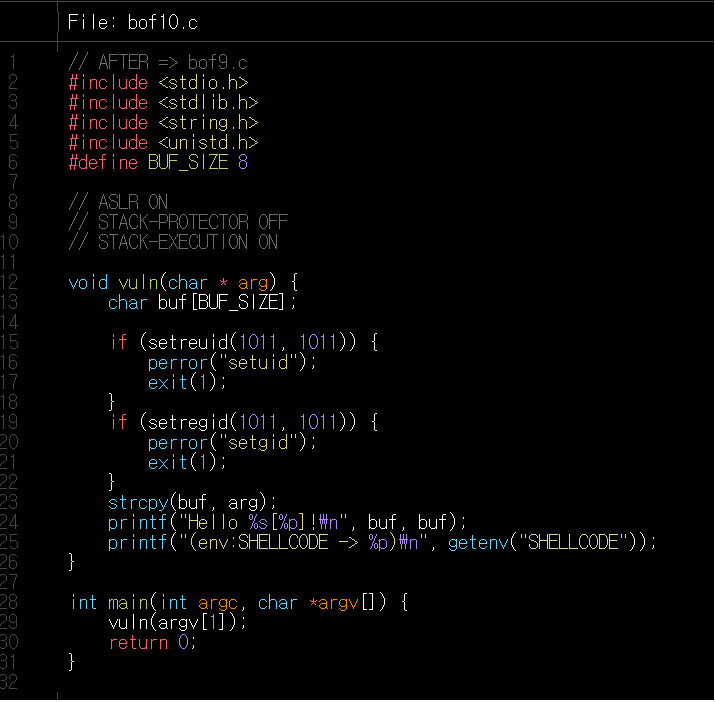 File: bof10.c
1 // AFTER => bof9.c
2 #include <stdio.h>
3 #include <stdlib.h>
4 #include <string.h>
5 #include <unistd.h>
6 #define BUF_SIZE 8
7
8 // ASLR ON
9 // STACK-PROTECTOR OFF
10 // STACK-EXECUTION ON
11
12 void vuln(char * arg) {
13     char buf[BUF_SIZE];
14
15     if (setreuid(1011, 1011)) {
16         perror("setuid");
17         exit(1);
18     }
19     if (setregid(1011, 1011)) {
20         perror("setgid");
21         exit(1);
22     }
23     strcpy(buf, arg);
24     printf("Hello %s[%p]!₩n", buf, buf);
25     printf("(env:SHELLCODE -> %p)₩n", getenv("SHELLCODE"));
26 }
27
28 int main(int argc, char *argv[]) {
29     vuln(argv[1]);
30     return 0;
31 }
32